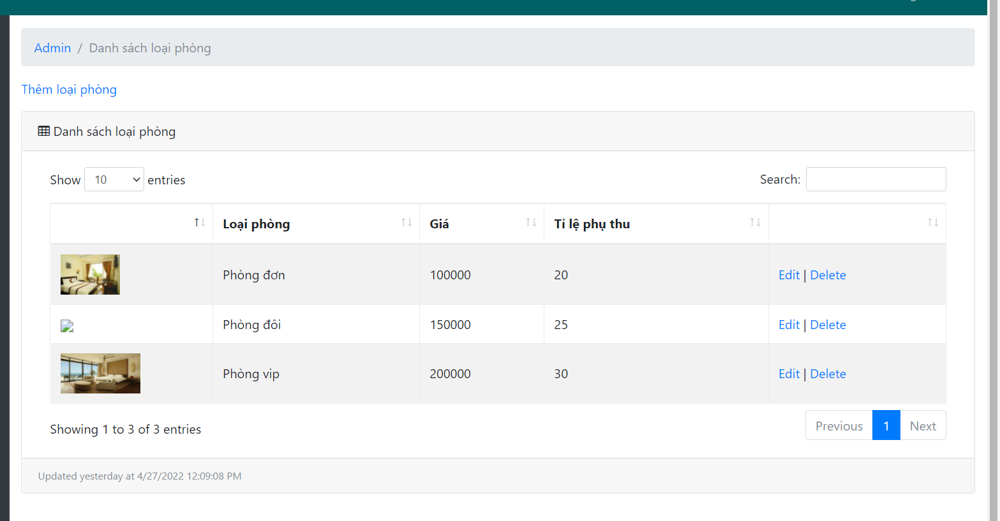 Admin / Danh sách loại phòng
Thêm loại phòng
Danh sách loại phòng
Show 10 entries Search:
Loại phòng Giá Tỉ lệ phụ thu
Phòng đơn 100000 20 Edit | Delete
Phòng đôi 150000 25 Edit | Delete
Phòng vip 200000 30 Edit | Delete
Showing 1 to 3 of 3 entries Previous 1 Next
Updated yesterday at 4/27/2022 12:09:08 PM